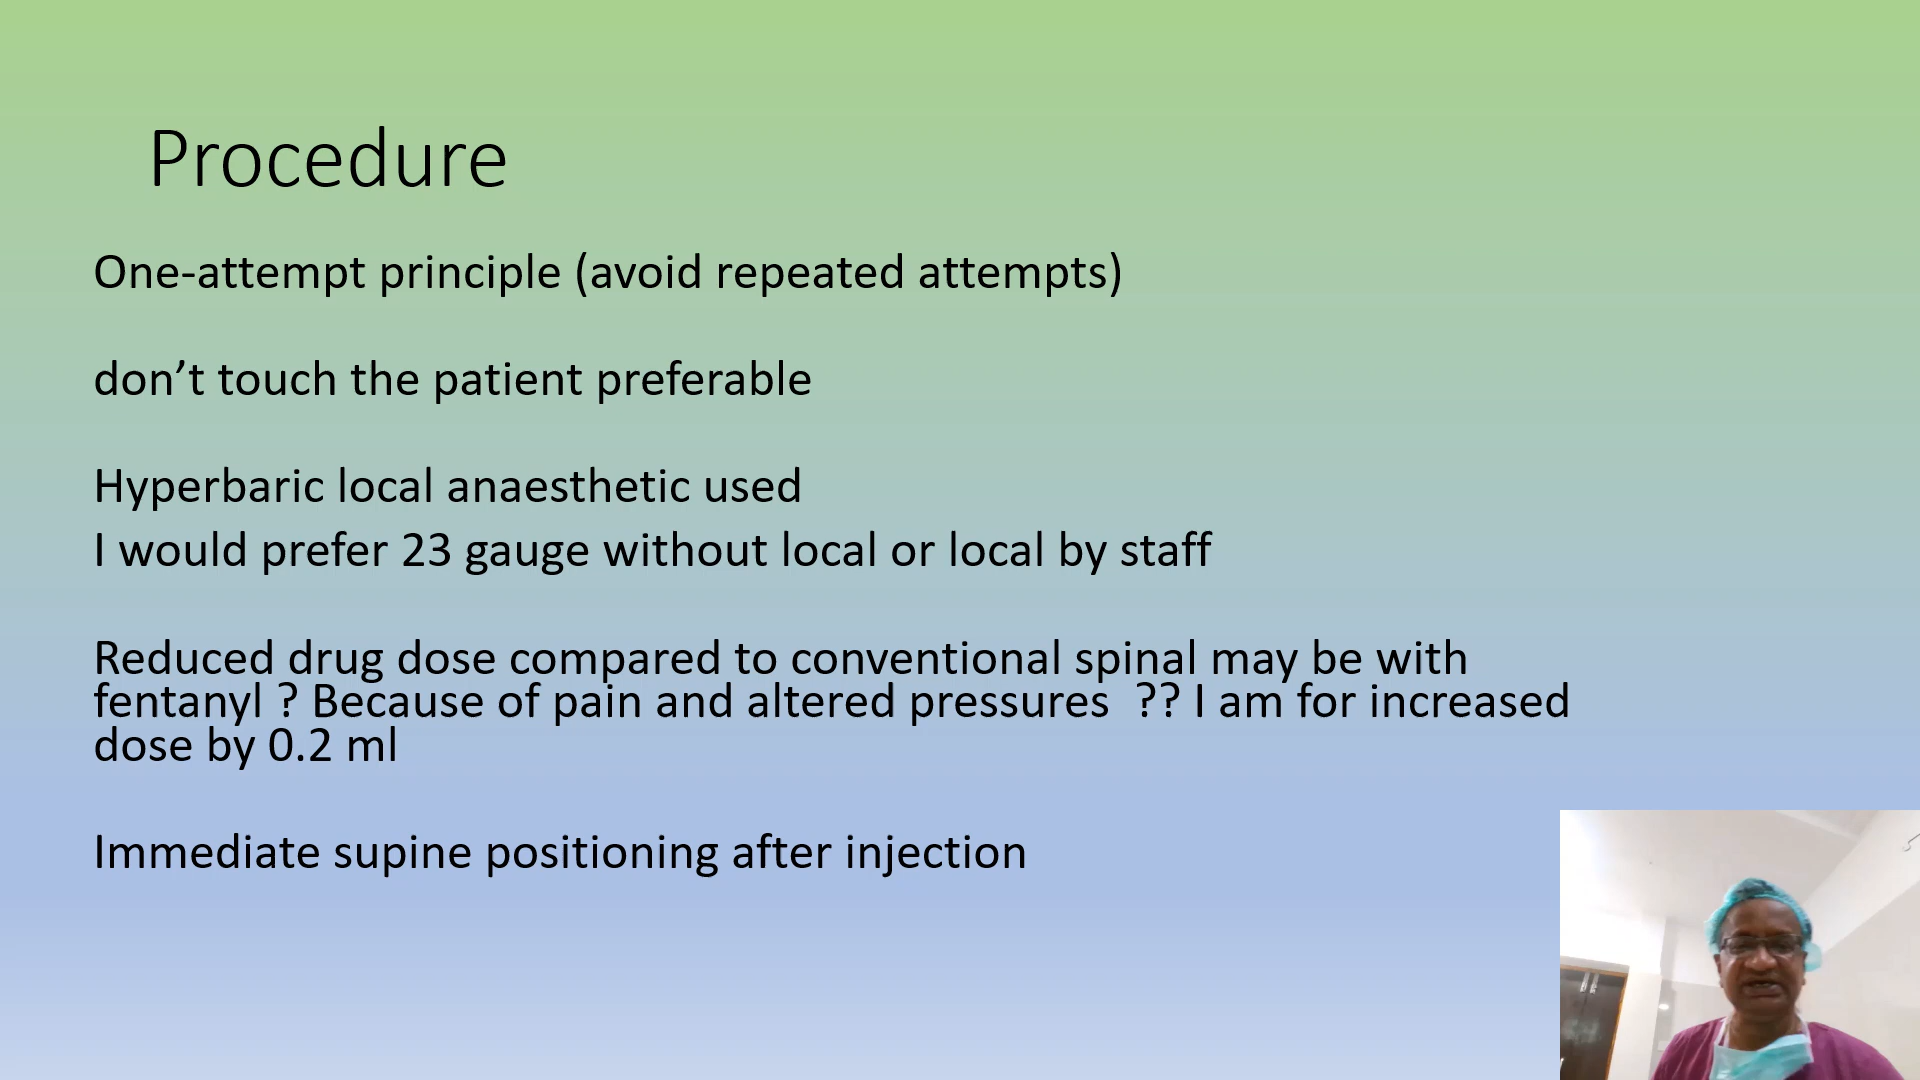 Procedure
One-attempt principle (avoid repeated attempts)
don’t touch the patient preferable
Hyperbaric local anaesthetic used
I would prefer 23 gauge without local or local by staff
Reduced drug dose compared to conventional spinal may be with
fentanyl ? Because of pain and altered pressures  ?? I am for increased
dose by 0.2 ml
Immediate supine positioning after injection